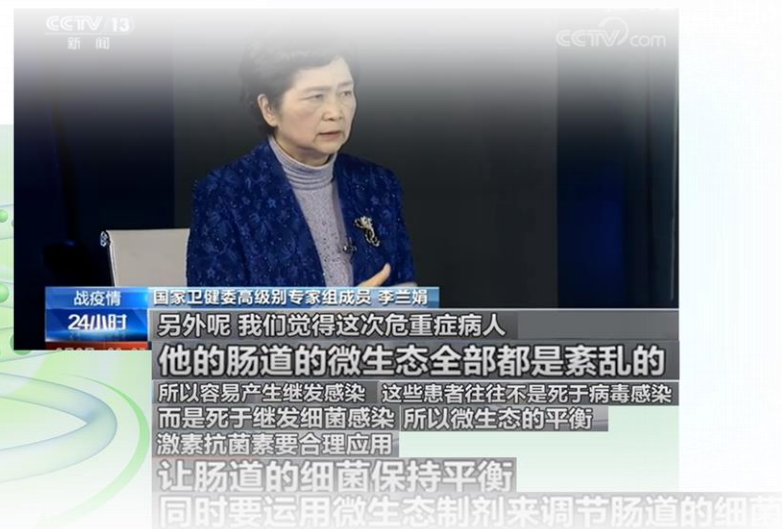 CCTV 13
新闻
CCTV.com
战疫情
国家卫健委高级别专家组成员 李兰娟
24小时
另外呢 我们觉得这次危重症病人
他的肠道的微生态全部都是紊乱的
所以容易产生继发感染 这些患者往往不是死于病毒感染
而是死于继发细菌感染 所以微生态的平衡
激素抗菌素要合理应用
让肠道的细菌保持平衡
同时要运用微生态制剂来调节肠道的细菌